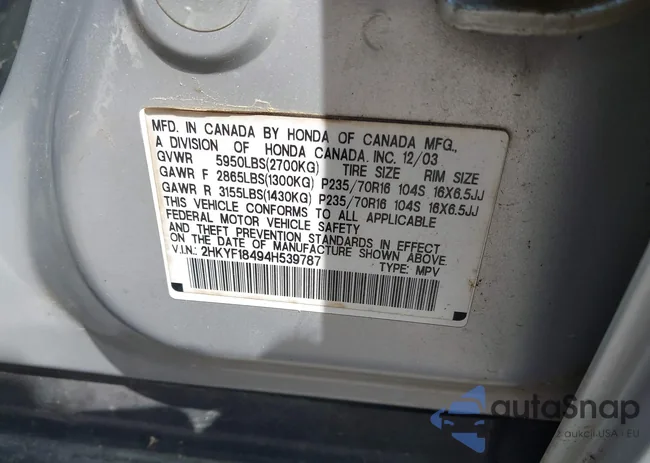 MFD. IN CANADA BY HONDA OF CANADA MFG.,
A DIVISION OF HONDA CANADA. INC. 12/03
GVWR 5950LBS(2700KG) TIRE SIZE RIM SIZE
GAWR F 2865LBS(1300KG) P235/70R16 104S 16X6.5JJ
GAWR R 3155LBS(1430KG) P235/70R16 104S 16X6.5JJ
THIS VEHICLE CONFORMS TO ALL APPLICABLE
FEDERAL MOTOR VEHICLE SAFETY
AND THEFT PREVENTION STANDARDS IN EFFECT
ON THE DATE OF MANUFACTURE SHOWN ABOVE.
V.I.N.: 2HKYF18494H539787 TYPE: MPV
autoSnap
z aukcji USA - EU